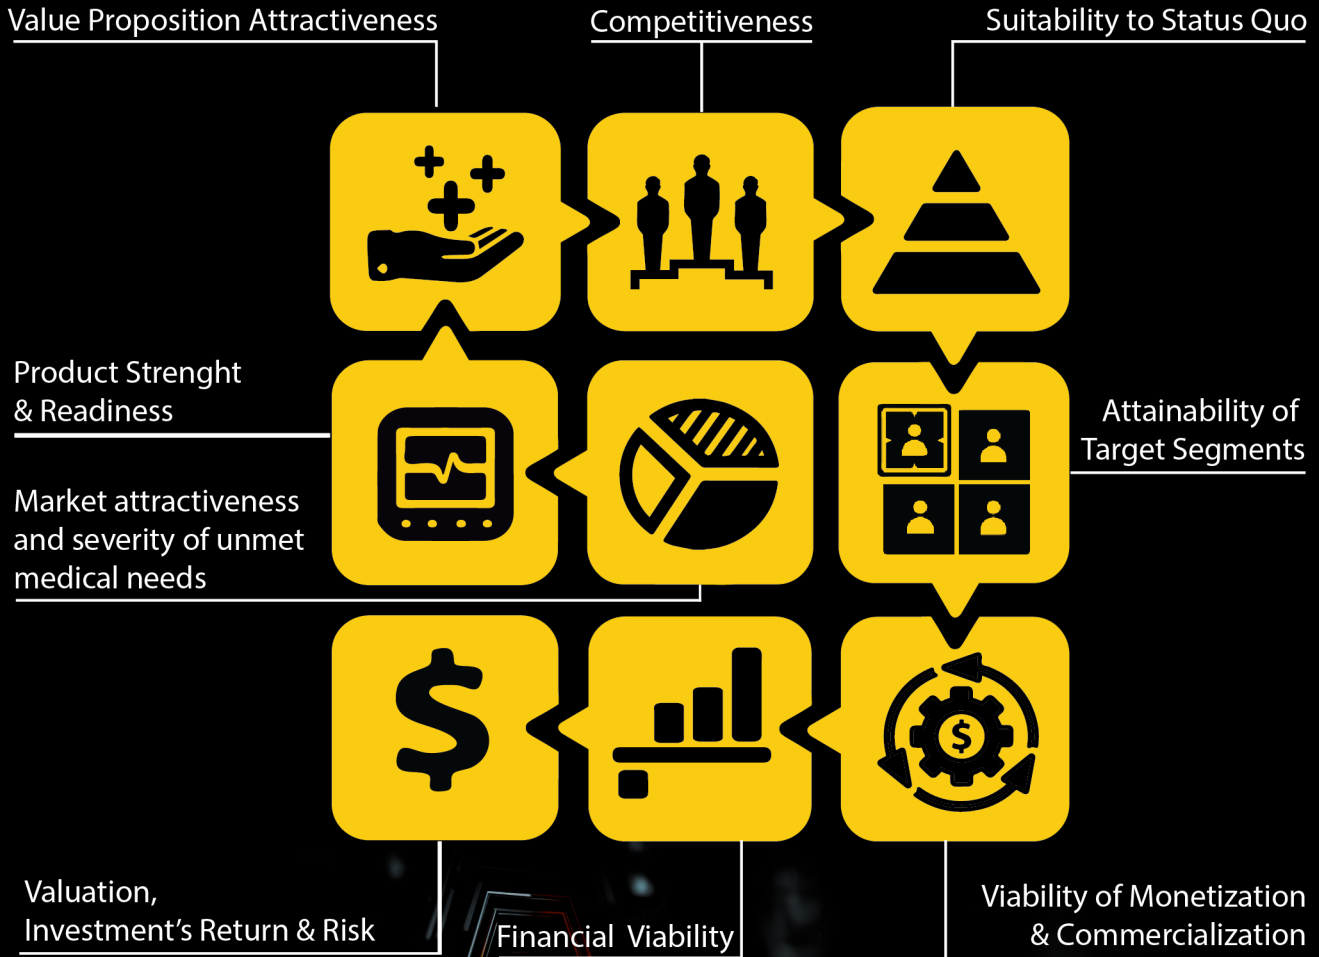 Value Proposition Attractiveness
Competitiveness
Suitability to Status Quo
Product Strenght
& Readiness
Attainability of
Target Segments
Market attractiveness
and severity of unmet
medical needs
$
$
Valuation,
Investment's Return & Risk
Financial Viability
Viability of Monetization
& Commercialization